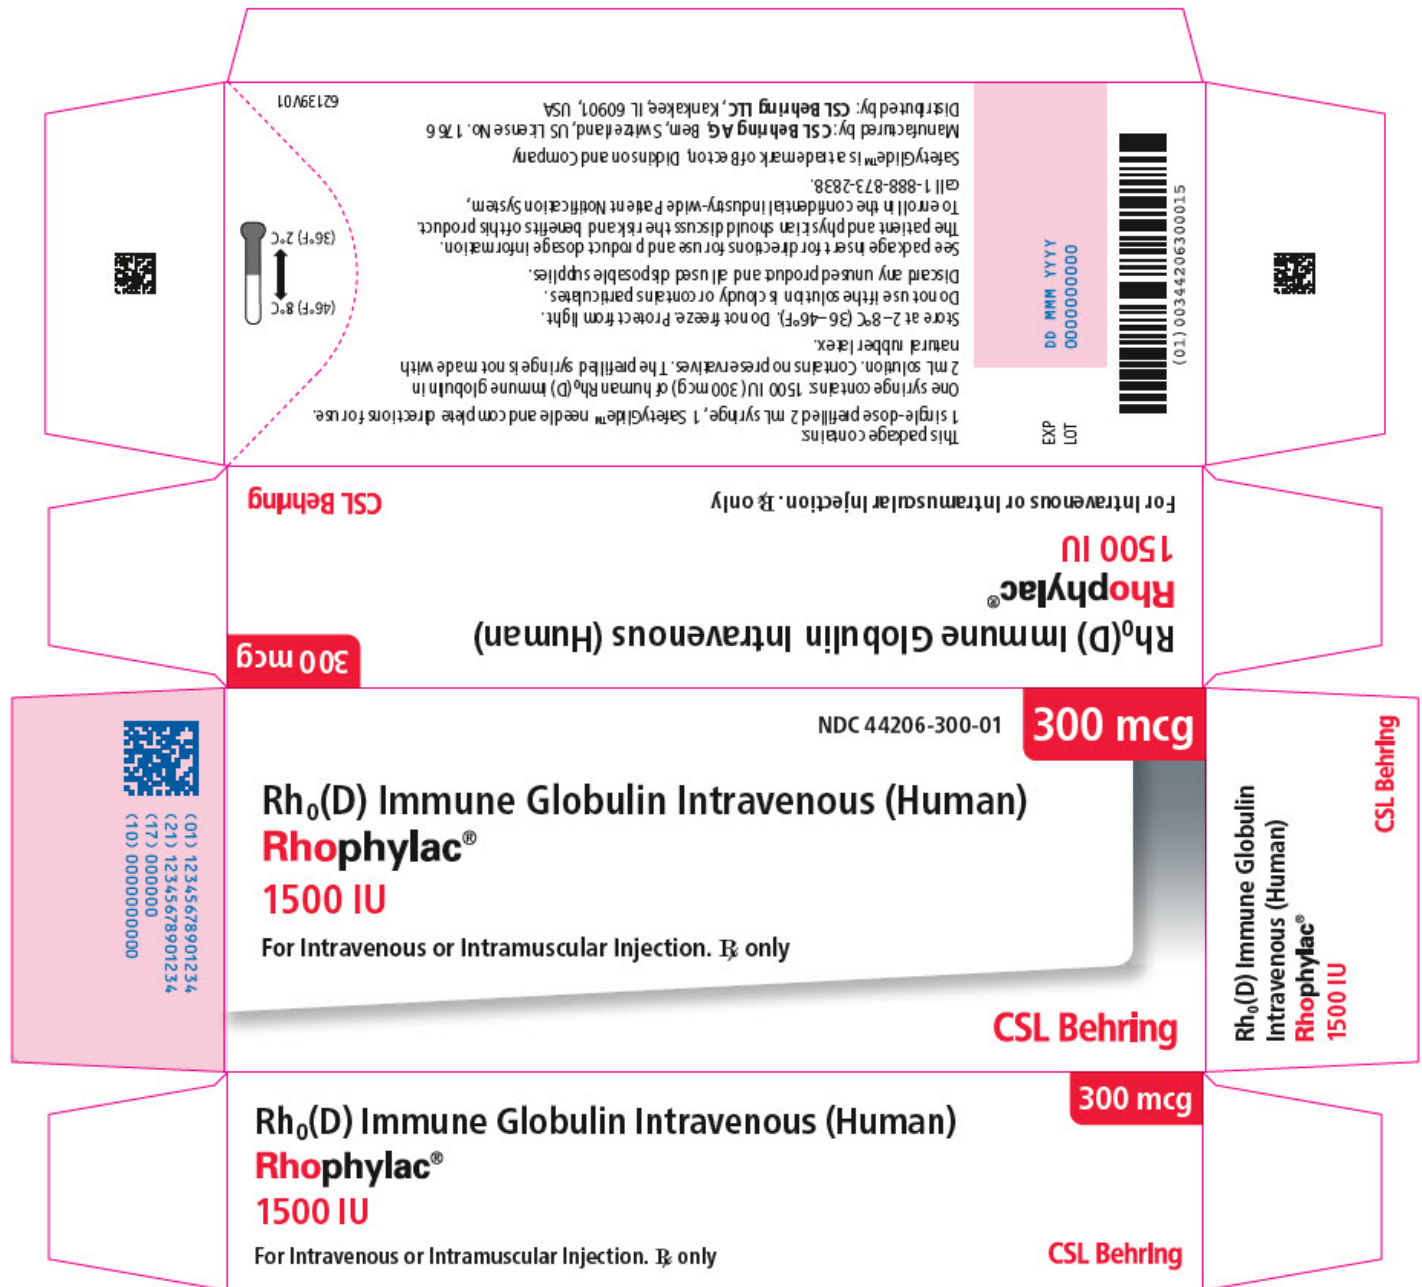 This package contains:
1 single-dose prefilled 2 mL syringe, 1 SafetyGlide™ needle and complete directions for use.
One syringe contains: 1500 IU (300 mcg) of human Rh₀(D) immune globulin in
2 mL solution. Contains no preservatives. The prefilled syringe is not made with
natural rubber latex.
Store at 2–8°C (36–46°F). Do not freeze. Protect from light.
Do not use if the solution is cloudy or contains particulates.
Discard any unused product and all used disposable supplies.
See package insert for directions for use and product dosage information.
The patient and physician should discuss the risk and benefits of this product.
To enroll in the confidential industry-wide Patient Notification System,
call 1-888-873-2838.
SafetyGlide™ is a trademark of Becton, Dickinson and Company
Manufactured by: CSL Behring AG, Bern, Switzerland, US License No. 1766
Distributed by: CSL Behring LLC, Kankakee, IL 60901, USA
62139V01
(46°F) 8°C
(36°F) 2°C
LOT 0000000000
EXP DD MMM YYYY
(01)00344206300015
300 mcg
Rh₀(D) Immune Globulin Intravenous (Human)
Rhophylac®
1500 IU
For Intravenous or Intramuscular Injection. ℞ only
CSL Behring
NDC 44206-300-01
300 mcg
Rh₀(D) Immune Globulin Intravenous (Human)
Rhophylac®
1500 IU
For Intravenous or Intramuscular Injection. ℞ only
CSL Behring
(01) 12345678901234
(21) 12345678901234
(17) 000000
(10) 0000000000
Rh₀(D) Immune Globulin
Intravenous (Human)
Rhophylac®
1500 IU
CSL Behring
300 mcg
Rh₀(D) Immune Globulin Intravenous (Human)
Rhophylac®
1500 IU
For Intravenous or Intramuscular Injection. ℞ only
CSL Behring